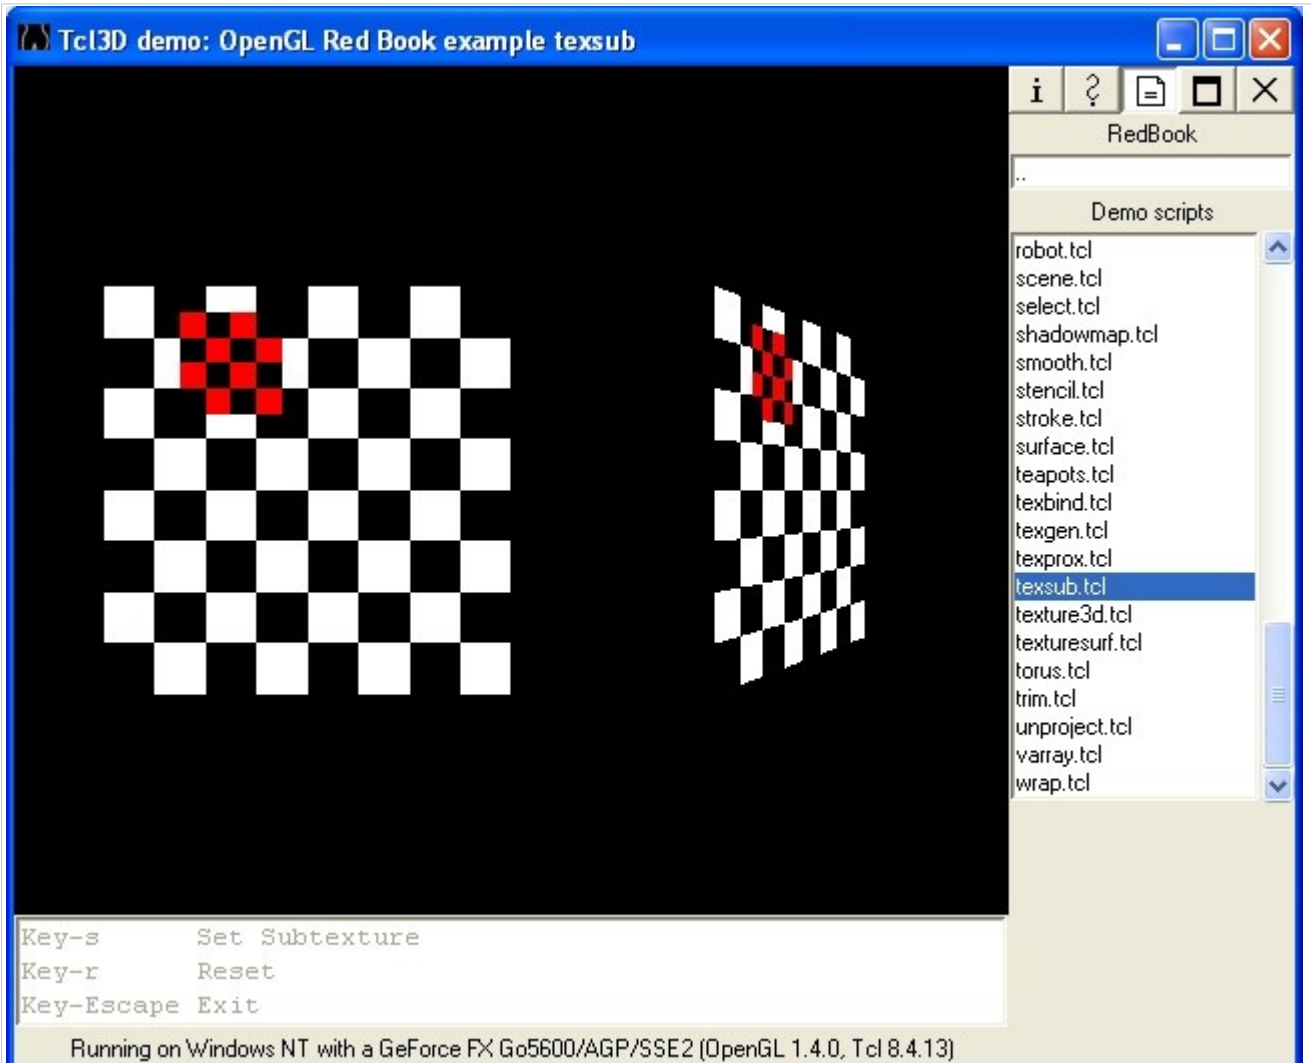 Tcl3D demo: OpenGL Red Book example texsub
i ?
RedBook
..
Demo scripts
robot.tcl
scene.tcl
select.tcl
shadowmap.tcl
smooth.tcl
stencil.tcl
stroke.tcl
surface.tcl
teapots.tcl
texbind.tcl
texgen.tcl
texprox.tcl
texsub.tcl
texture3d.tcl
texturesurf.tcl
torus.tcl
trim.tcl
unproject.tcl
varray.tcl
wrap.tcl
Key-s Set Subtexture
Key-r Reset
Key-Escape Exit
Running on Windows NT with a GeForce FX Go5600/AGP/SSE2 (OpenGL 1.4.0, Tcl 8.4.13)